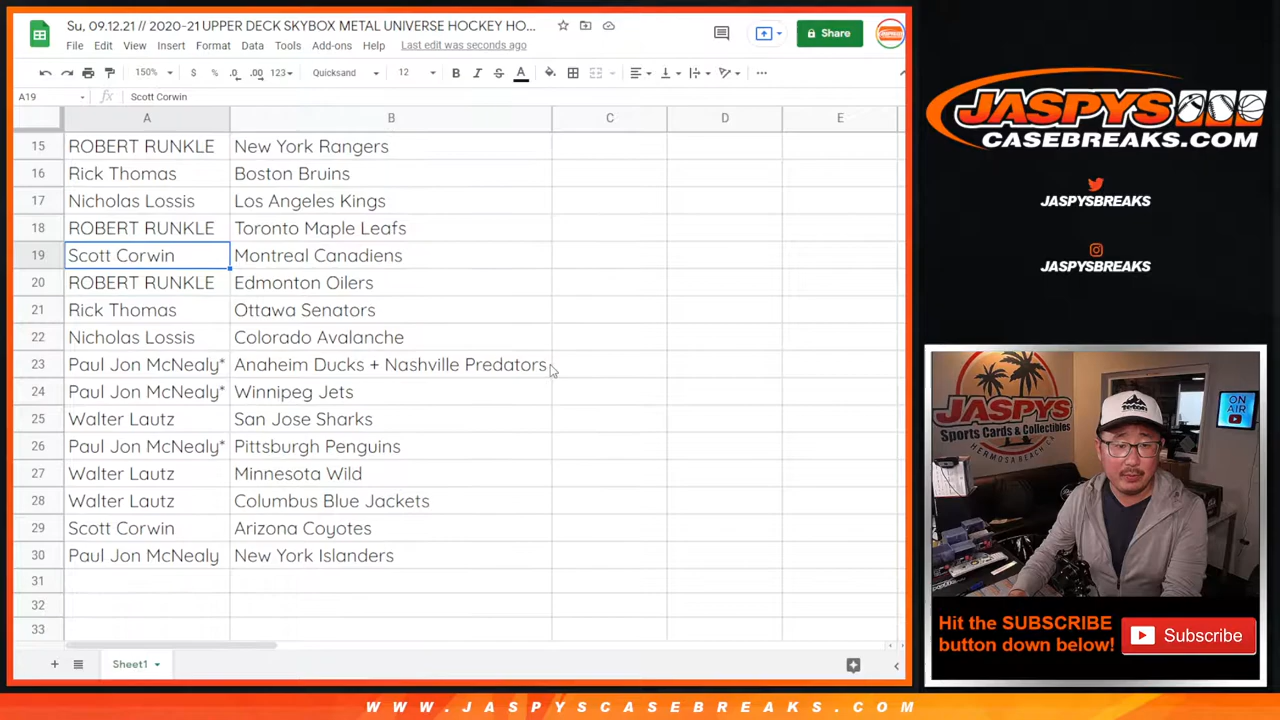 Su, 09.12.21 // 2020-21 UPPER DECK SKYBOX METAL UNIVERSE HOCKEY HO...
File Edit View Insert Format Data Tools Add-ons Help Last edit was seconds ago
Share
150% $ % .0 .00 123 Quicksand 12 B I S A
A19 fx Scott Corwin
A B C D E
15 ROBERT RUNKLE New York Rangers
16 Rick Thomas Boston Bruins
17 Nicholas Lossis Los Angeles Kings
18 ROBERT RUNKLE Toronto Maple Leafs
19 Scott Corwin Montreal Canadiens
20 ROBERT RUNKLE Edmonton Oilers
21 Rick Thomas Ottawa Senators
22 Nicholas Lossis Colorado Avalanche
23 Paul Jon McNealy* Anaheim Ducks + Nashville Predators
24 Paul Jon McNealy* Winnipeg Jets
25 Walter Lautz San Jose Sharks
26 Paul Jon McNealy* Pittsburgh Penguins
27 Walter Lautz Minnesota Wild
28 Walter Lautz Columbus Blue Jackets
29 Scott Corwin Arizona Coyotes
30 Paul Jon McNealy New York Islanders
31
32
33
Sheet1
JASPYS
CASEBREAKS.COM
JASPYSBREAKS
JASPYSBREAKS
JASPYS
Sports Cards & Collectibles
HERMOSA BEACH, CA
TETON
ON
AIR
Hit the SUBSCRIBE
button down below!
Subscribe
WWW.JASPYSCASEBREAKS.COM